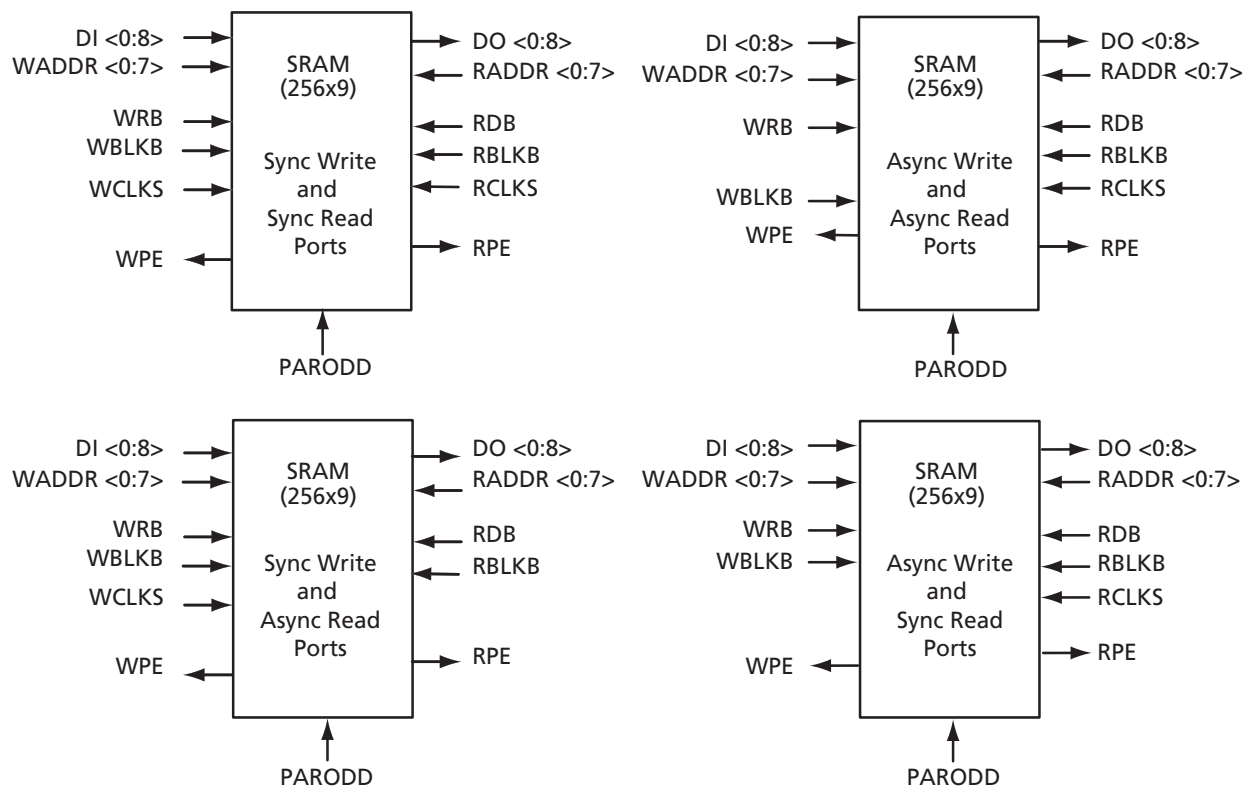 DI <0:8>
WADDR <0:7>
WRB
WBLKB
WCLKS
WPE
SRAM
(256x9)
Sync Write
and
Sync Read
Ports
DO <0:8>
RADDR <0:7>
RDB
RBLKB
RCLKS
RPE
PARODD
DI <0:8>
WADDR <0:7>
WRB
WBLKB
WPE
SRAM
(256x9)
Async Write
and
Async Read
Ports
DO <0:8>
RADDR <0:7>
RDB
RBLKB
RCLKS
RPE
PARODD
DI <0:8>
WADDR <0:7>
WRB
WBLKB
WCLKS
WPE
SRAM
(256x9)
Sync Write
and
Async Read
Ports
DO <0:8>
RADDR <0:7>
RDB
RBLKB
RPE
PARODD
DI <0:8>
WADDR <0:7>
WRB
WBLKB
WPE
SRAM
(256x9)
Async Write
and
Sync Read
Ports
DO <0:8>
RADDR <0:7>
RDB
RBLKB
RCLKS
RPE
PARODD